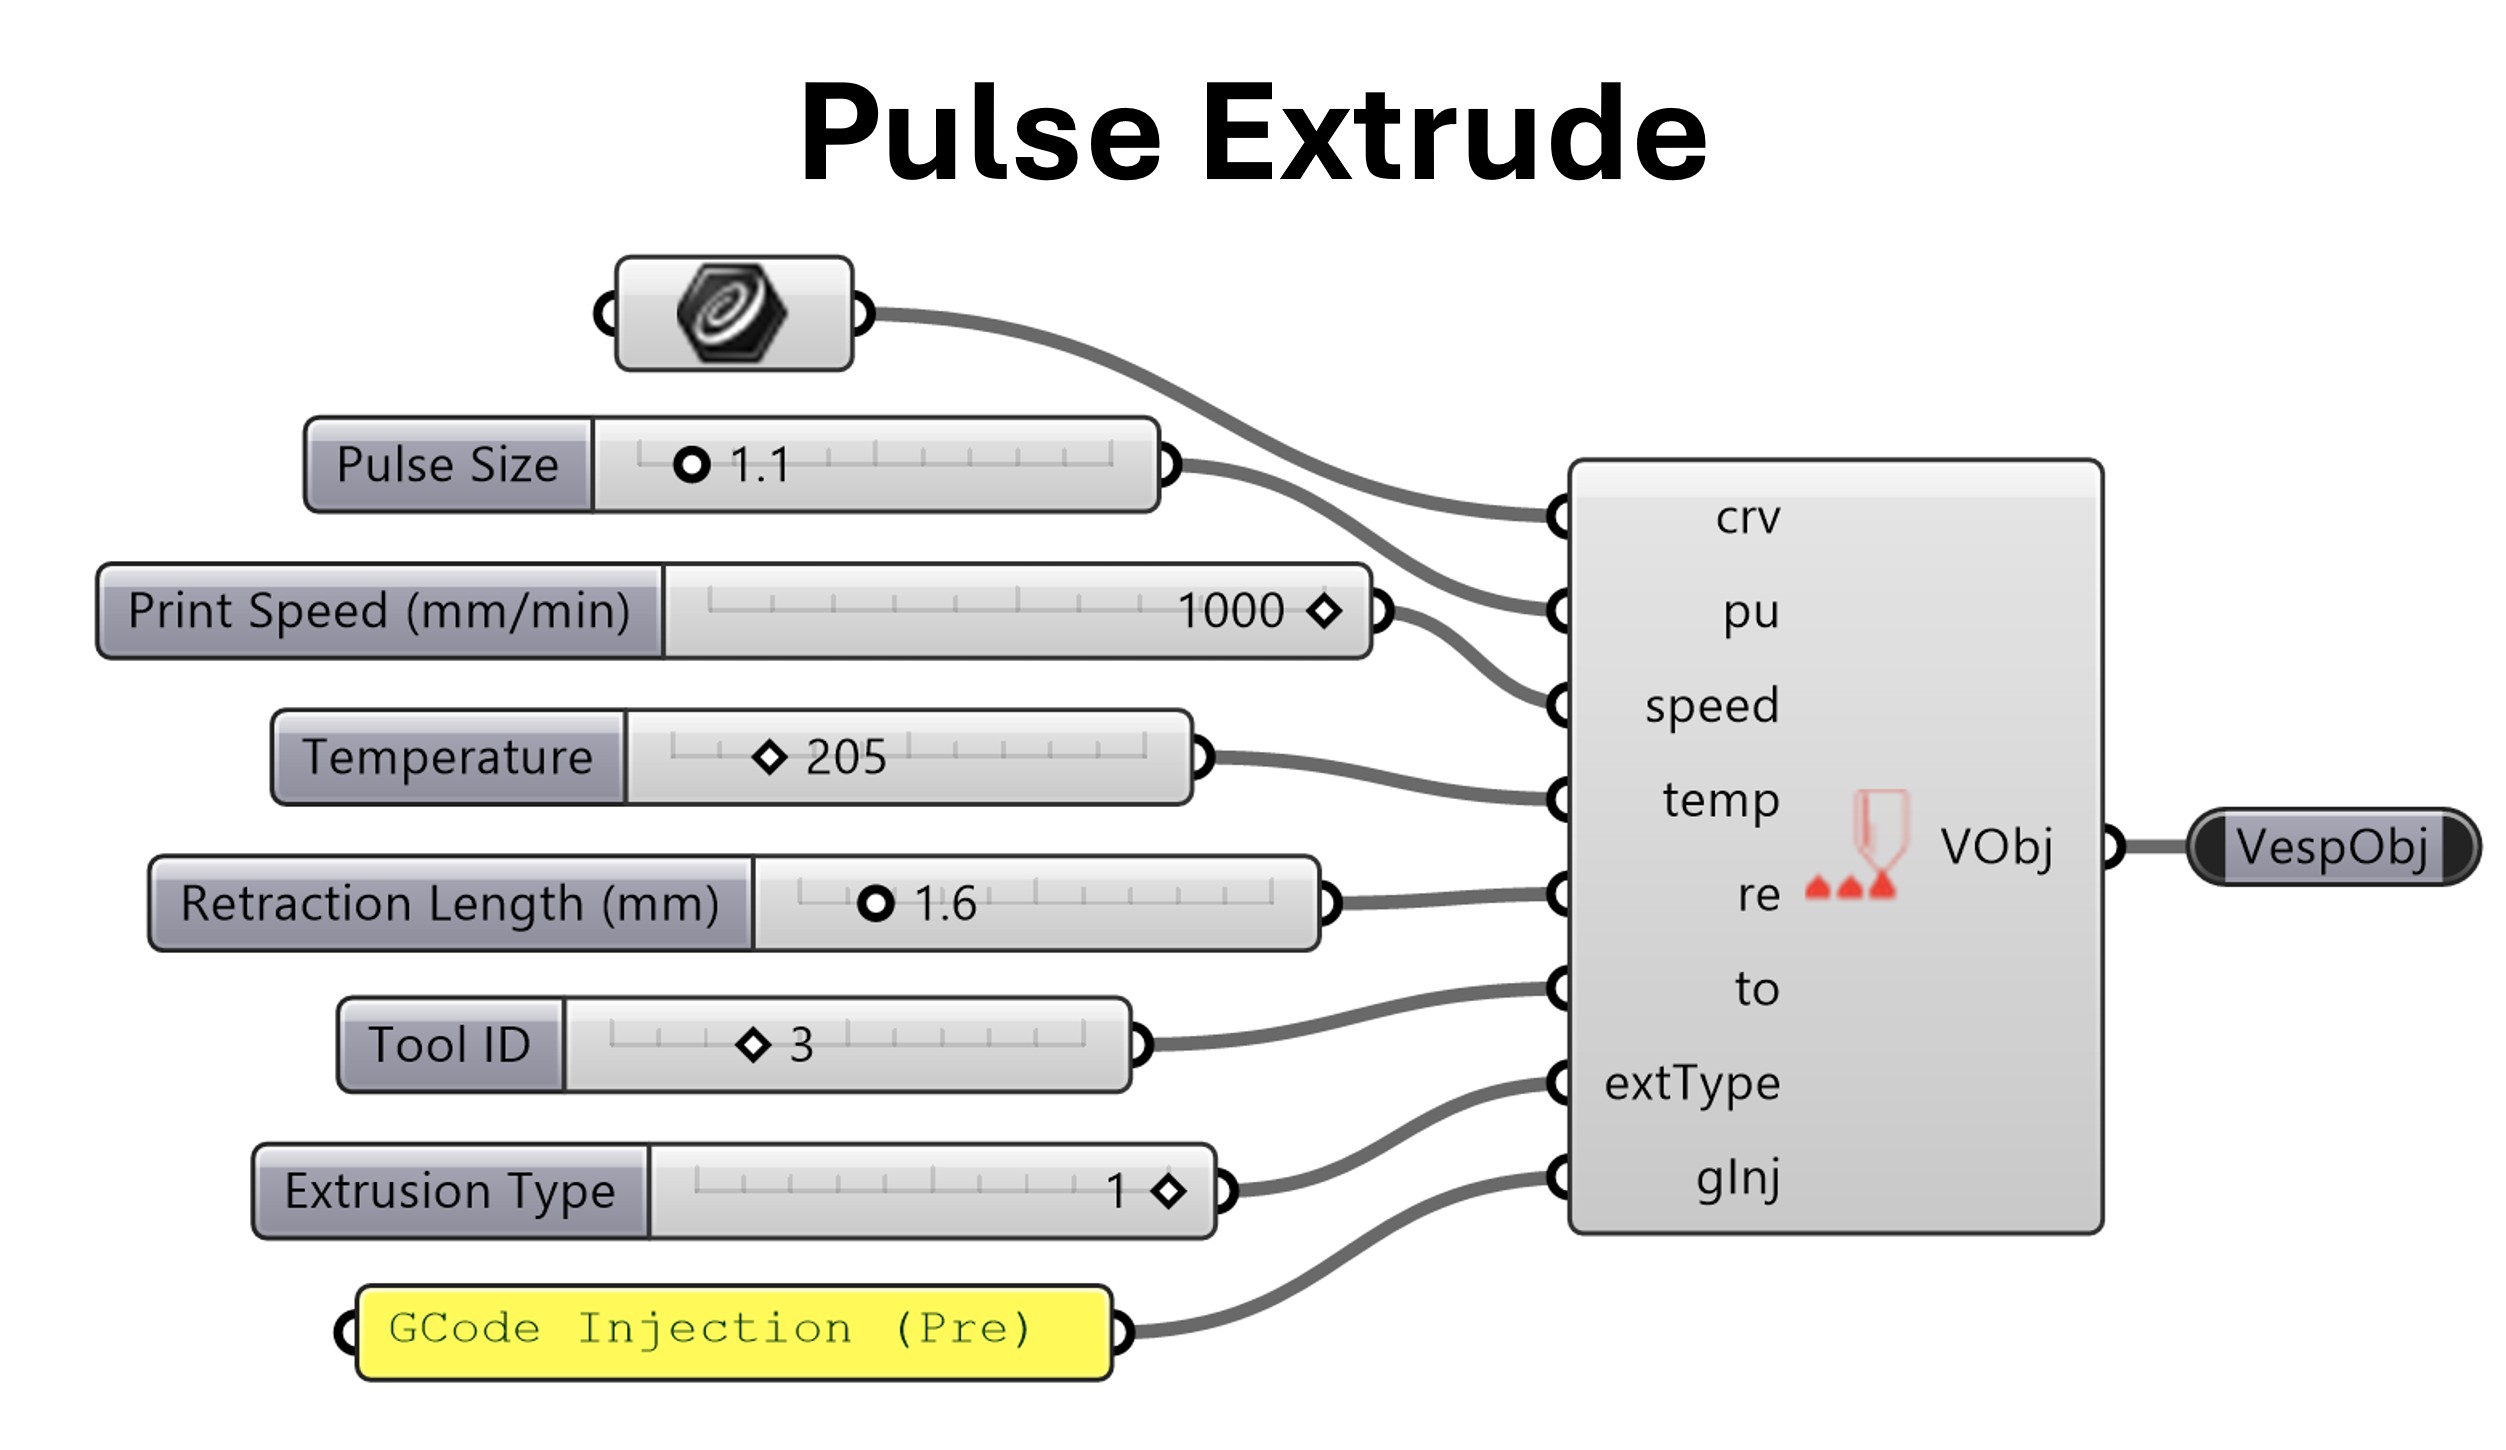 Pulse Extrude
Pulse Size 1.1
Print Speed (mm/min) 1000
Temperature 205
Retraction Length (mm) 1.6
Tool ID 3
Extrusion Type 1
GCode Injection (Pre)
crv
pu
speed
temp
re
to
extType
gInj
VObj
VespObj